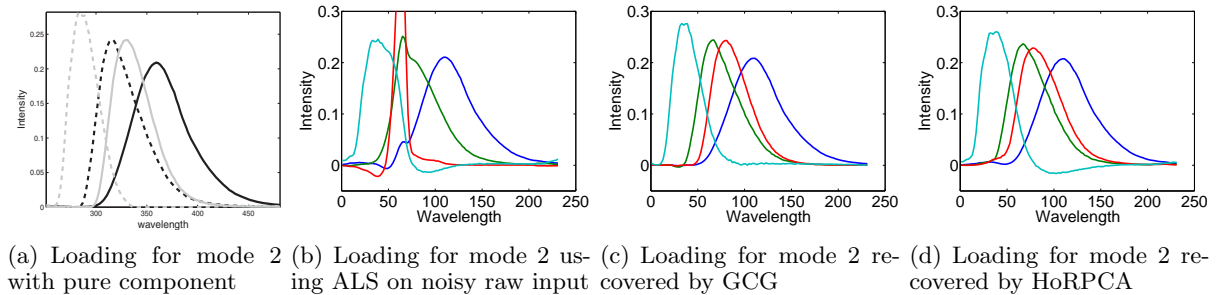 0.25
0.2
0.15
0.1
0.05
0
Intensity
300 350 400 450
wavelength
0.3
0.2
0.1
0
Intensity
0 50 100 150 200 250
Wavelength
0.3
0.2
0.1
0
Intensity
0 50 100 150 200 250
Wavelength
0.3
0.2
0.1
0
Intensity
0 50 100 150 200 250
Wavelength
(a) Loading for mode 2
with pure component
(b) Loading for mode 2 us-
ing ALS on noisy raw input
(c) Loading for mode 2 re-
covered by GCG
(d) Loading for mode 2 re-
covered by HoRPCA